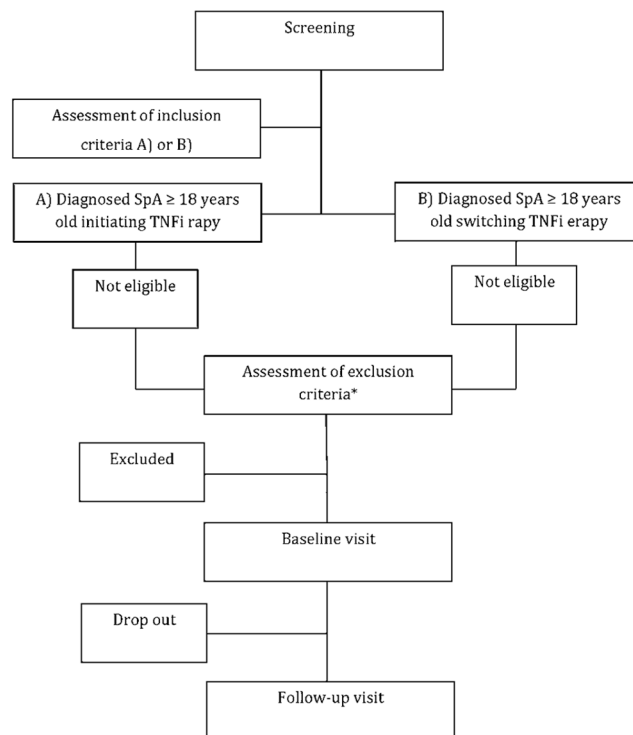 Screening
Assessment of inclusion
criteria A) or B)
A) Diagnosed SpA ≥ 18 years
old initiating TNFi rapy
B) Diagnosed SpA ≥ 18 years
old switching TNFi erapy
Not eligible
Not eligible
Assessment of exclusion
criteria*
Excluded
Baseline visit
Drop out
Follow-up visit